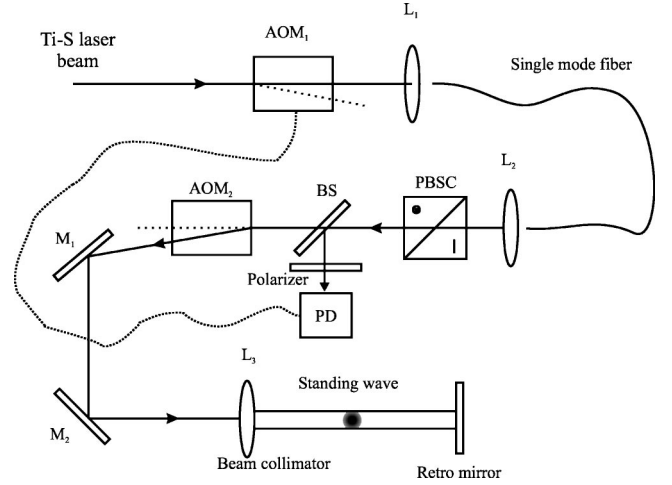 L₁
AOM₁
Ti-S laser
beam
Single mode fiber
L₂
PBSC
BS
AOM₂
M₁
Polarizer
PD
L₃
Standing wave
M₂
Beam collimator
Retro mirror